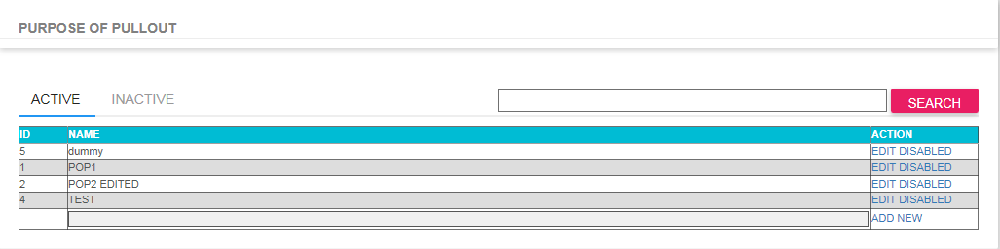 PURPOSE OF PULLOUT
ACTIVE INACTIVE SEARCH
ID NAME ACTION
5 dummy EDIT DISABLED
1 POP1 EDIT DISABLED
2 POP2 EDITED EDIT DISABLED
4 TEST EDIT DISABLED
ADD NEW